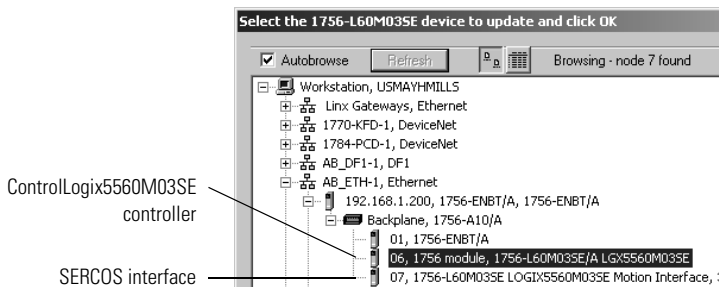 Select the 1756-L60M03SE device to update and click OK
Autobrowse
Refresh
Browsing - node 7 found
Workstation, USMAYHMILLS
Linx Gateways, Ethernet
1770-KFD-1, DeviceNet
1784-PCD-1, DeviceNet
AB_DF1-1, DF1
AB_ETH-1, Ethernet
192.168.1.200, 1756-ENBT/A, 1756-ENBT/A
Backplane, 1756-A10/A
01, 1756-ENBT/A
06, 1756 module, 1756-L60M03SE/A LGX5560M03SE
07, 1756-L60M03SE LOGIX5560M03SE Motion Interface,
ControlLogix5560M03SE
controller
SERCOS interface